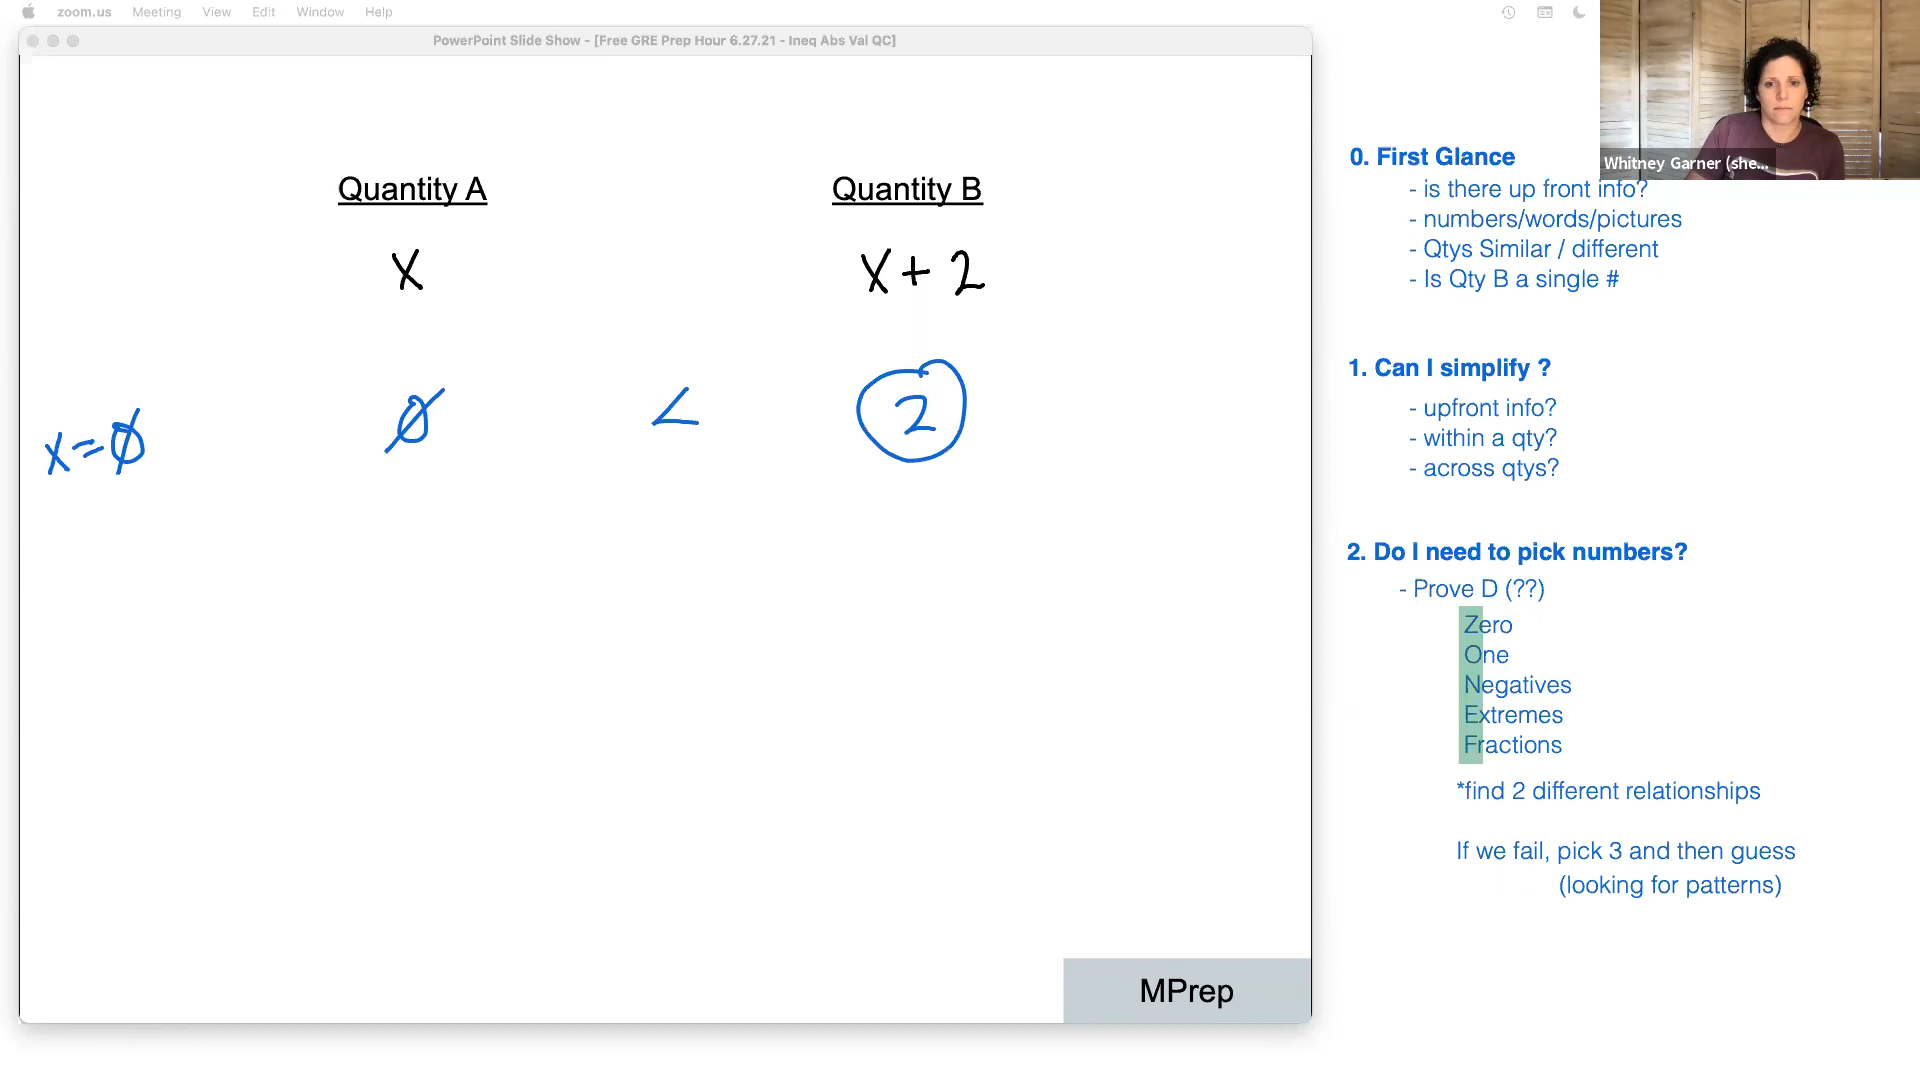 zoom.us Meeting View Edit Window Help
PowerPoint Slide Show - [Free GRE Prep Hour 6.27.21 - Ineq Abs Val QC]
Quantity A Quantity B
x x + 2
x = 0 0 < 2
MPrep
Whitney Garner (she...
0. First Glance
- is there up front info?
- numbers/words/pictures
- Qtys Similar / different
- Is Qty B a single #
1. Can I simplify ?
- upfront info?
- within a qty?
- across qtys?
2. Do I need to pick numbers?
- Prove D (??)
Zero
One
Negatives
Extremes
Fractions
*find 2 different relationships
If we fail, pick 3 and then guess
(looking for patterns)